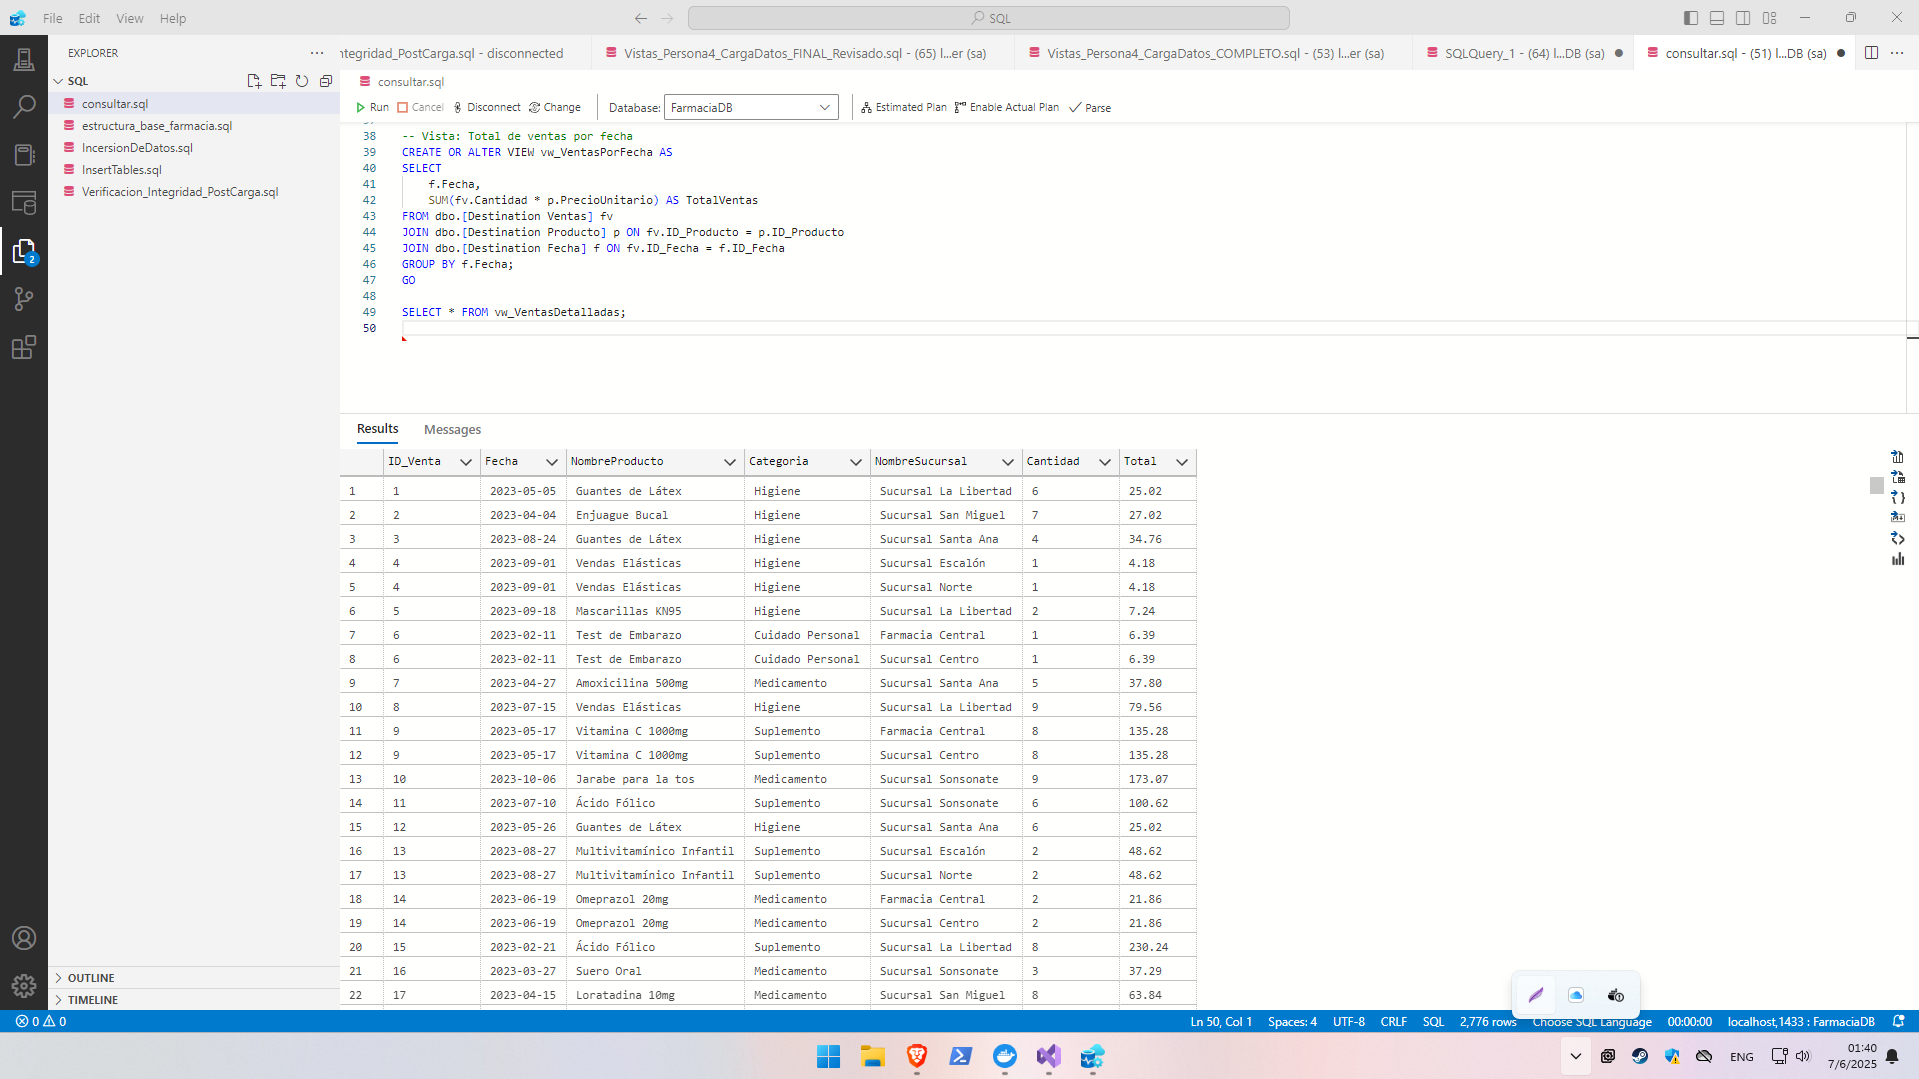 File Edit View Help
SQL
EXPLORER
ntegridad_PostCarga.sql - disconnected
Vistas_Persona4_CargaDatos_FINAL_Revisado.sql - (65) l...er (sa)
Vistas_Persona4_CargaDatos_COMPLETO.sql - (53) l...er (sa)
SQLQuery_1 - (64) l...DB (sa)
consultar.sql - (51) l...DB (sa)
SQL
consultar.sql
estructura_base_farmacia.sql
IncersionDeDatos.sql
InsertTables.sql
Verificacion_Integridad_PostCarga.sql
2
OUTLINE
TIMELINE
consultar.sql
Run Cancel Disconnect Change Database: FarmaciaDB Estimated Plan Enable Actual Plan Parse
38 -- Vista: Total de ventas por fecha
39 CREATE OR ALTER VIEW vw_VentasPorFecha AS
40 SELECT
41 f.Fecha,
42 SUM(fv.Cantidad * p.PrecioUnitario) AS TotalVentas
43 FROM dbo.[Destination Ventas] fv
44 JOIN dbo.[Destination Producto] p ON fv.ID_Producto = p.ID_Producto
45 JOIN dbo.[Destination Fecha] f ON fv.ID_Fecha = f.ID_Fecha
46 GROUP BY f.Fecha;
47 GO
48
49 SELECT * FROM vw_VentasDetalladas;
50
Results Messages
ID_Venta Fecha NombreProducto Categoria NombreSucursal Cantidad Total
1 1 2023-05-05 Guantes de Látex Higiene Sucursal La Libertad 6 25.02
2 2 2023-04-04 Enjuague Bucal Higiene Sucursal San Miguel 7 27.02
3 3 2023-08-24 Guantes de Látex Higiene Sucursal Santa Ana 4 34.76
4 4 2023-09-01 Vendas Elásticas Higiene Sucursal Escalón 1 4.18
5 4 2023-09-01 Vendas Elásticas Higiene Sucursal Norte 1 4.18
6 5 2023-09-18 Mascarillas KN95 Higiene Sucursal La Libertad 2 7.24
7 6 2023-02-11 Test de Embarazo Cuidado Personal Farmacia Central 1 6.39
8 6 2023-02-11 Test de Embarazo Cuidado Personal Sucursal Centro 1 6.39
9 7 2023-04-27 Amoxicilina 500mg Medicamento Sucursal Santa Ana 5 37.80
10 8 2023-07-15 Vendas Elásticas Higiene Sucursal La Libertad 9 79.56
11 9 2023-05-17 Vitamina C 1000mg Suplemento Farmacia Central 8 135.28
12 9 2023-05-17 Vitamina C 1000mg Suplemento Sucursal Centro 8 135.28
13 10 2023-10-06 Jarabe para la tos Medicamento Sucursal Sonsonate 9 173.07
14 11 2023-07-10 Ácido Fólico Suplemento Sucursal Sonsonate 6 100.62
15 12 2023-05-26 Guantes de Látex Higiene Sucursal Santa Ana 6 25.02
16 13 2023-08-27 Multivitamínico Infantil Suplemento Sucursal Escalón 2 48.62
17 13 2023-08-27 Multivitamínico Infantil Suplemento Sucursal Norte 2 48.62
18 14 2023-06-19 Omeprazol 20mg Medicamento Farmacia Central 2 21.86
19 14 2023-06-19 Omeprazol 20mg Medicamento Sucursal Centro 2 21.86
20 15 2023-02-21 Ácido Fólico Suplemento Sucursal La Libertad 8 230.24
21 16 2023-03-27 Suero Oral Medicamento Sucursal Sonsonate 3 37.29
22 17 2023-04-15 Loratadina 10mg Medicamento Sucursal San Miguel 8 63.84
0 0 Ln 50, Col 1 Spaces: 4 UTF-8 CRLF SQL 2,776 rows Choose SQL Language 00:00:00 localhost,1433 : FarmaciaDB
ENG 01:40
7/6/2025